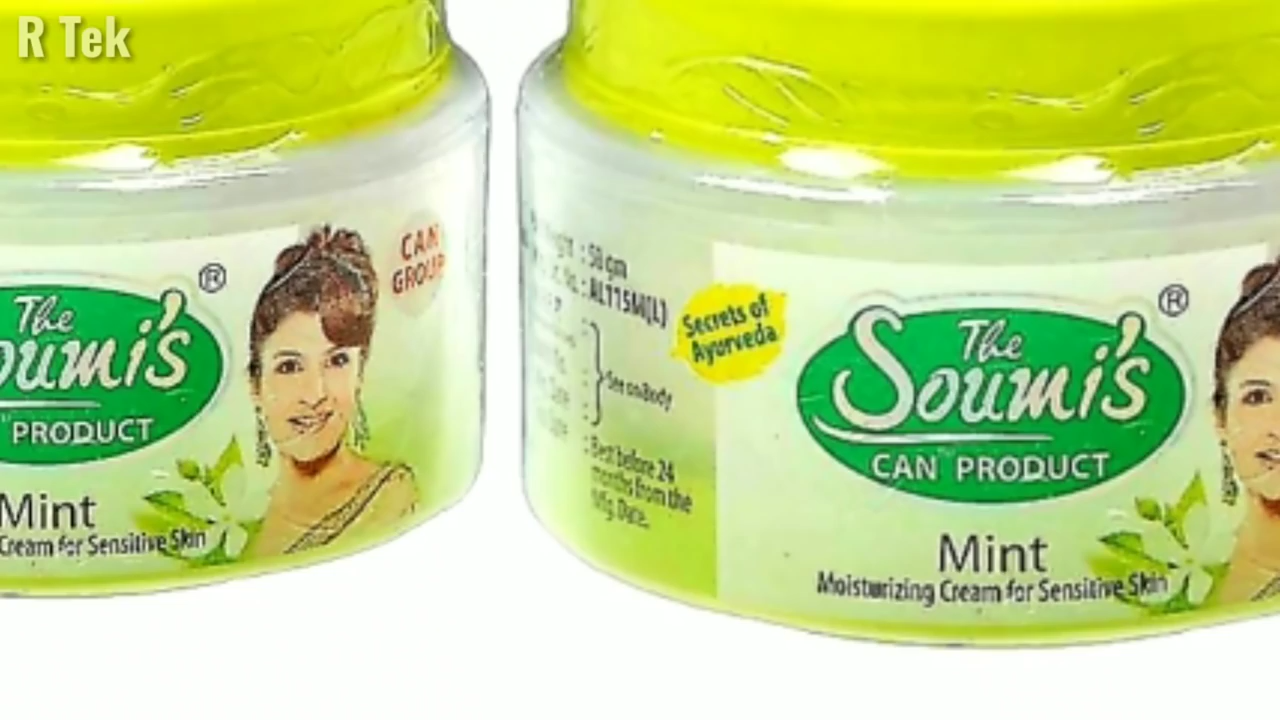 R Tek
CAN
GROUP
®
The
oumi's
PRODUCT
Mint
Cream for Sensitive Skin
: 50 gm
: AL115M(L)
See on Body
: Best before 24
months from the
Mfg. Date.
Secrets of
Ayurveda
®
The
Soumi's
CAN PRODUCT
Mint
Moisturizing Cream for Sensitive Skin